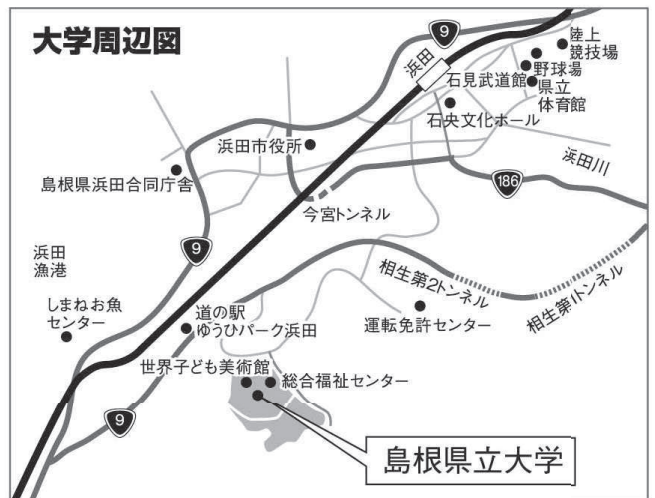 大学周辺図
9
陸上
競技場
浜田
野球場
石見武道館
県立
体育館
石央文化ホール
浜田市役所
浜田川
島根県浜田合同庁舎
186
今宮トンネル
9
浜田
漁港
相生第2トンネル
相生第1トンネル
しまねお魚
センター
道の駅
ゆうひパーク浜田
運転免許センター
世界子ども美術館
総合福祉センター
9
島根県立大学